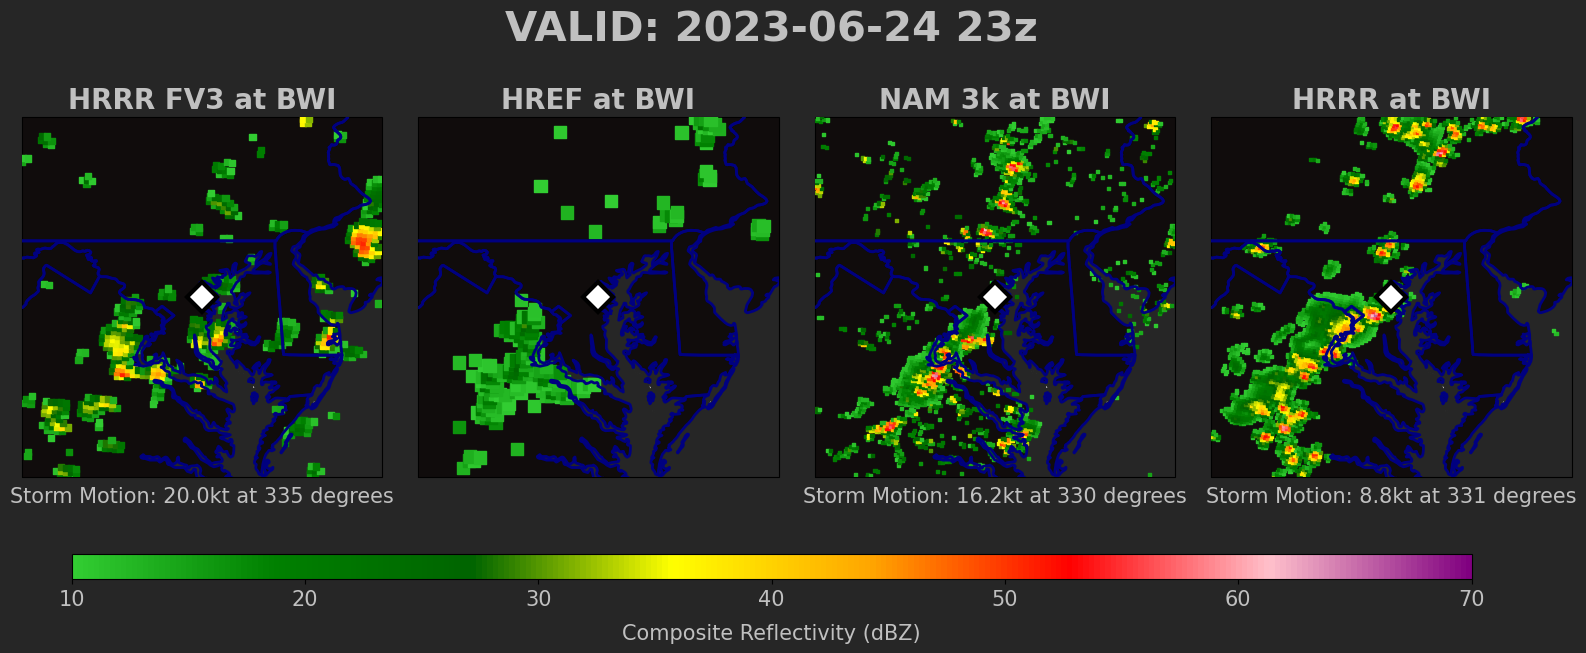 VALID: 2023-06-24 23z
HRRR FV3 at BWI
HREF at BWI
NAM 3k at BWI
HRRR at BWI
Storm Motion: 20.0kt at 335 degrees
Storm Motion: 16.2kt at 330 degrees
Storm Motion: 8.8kt at 331 degrees
10 20 30 40 50 60 70
Composite Reflectivity (dBZ)